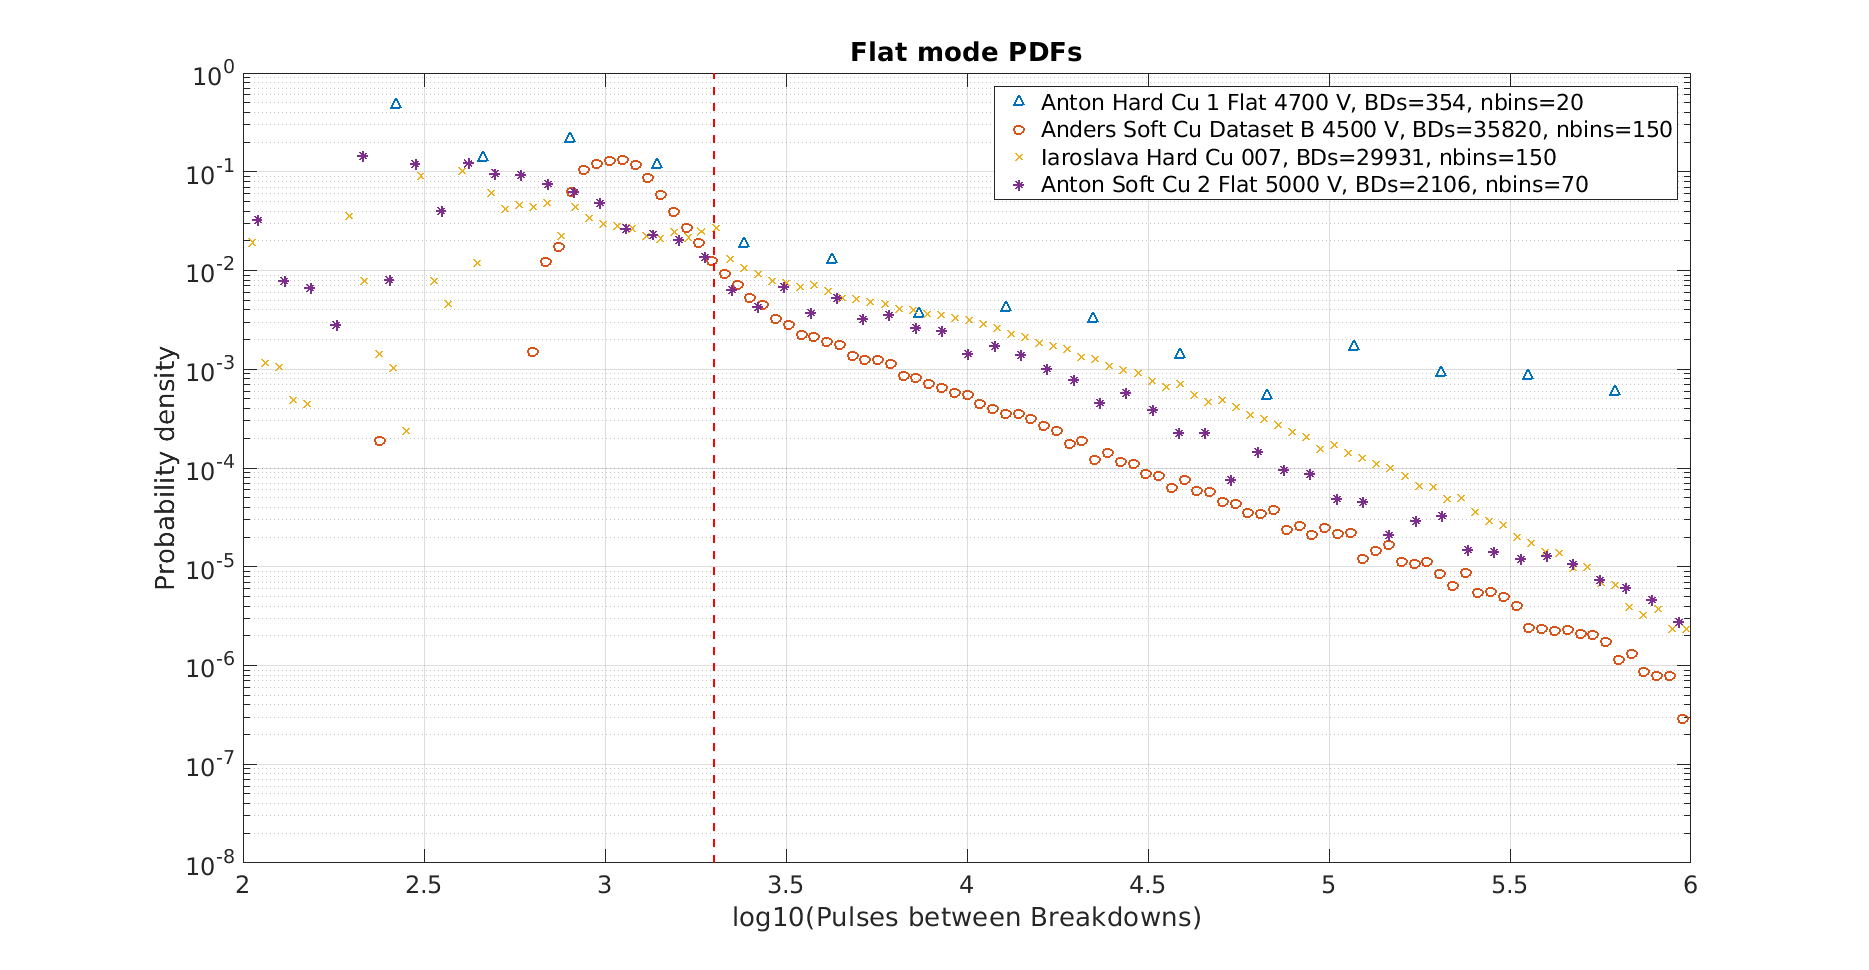 Flat mode PDFs
Anton Hard Cu 1 Flat 4700 V, BDs=354, nbins=20
Anders Soft Cu Dataset B 4500 V, BDs=35820, nbins=150
Iaroslava Hard Cu 007, BDs=29931, nbins=150
Anton Soft Cu 2 Flat 5000 V, BDs=2106, nbins=70
Probability density
10^0
10^-1
10^-2
10^-3
10^-4
10^-5
10^-6
10^-7
10^-8
2 2.5 3 3.5 4 4.5 5 5.5 6
log10(Pulses between Breakdowns)